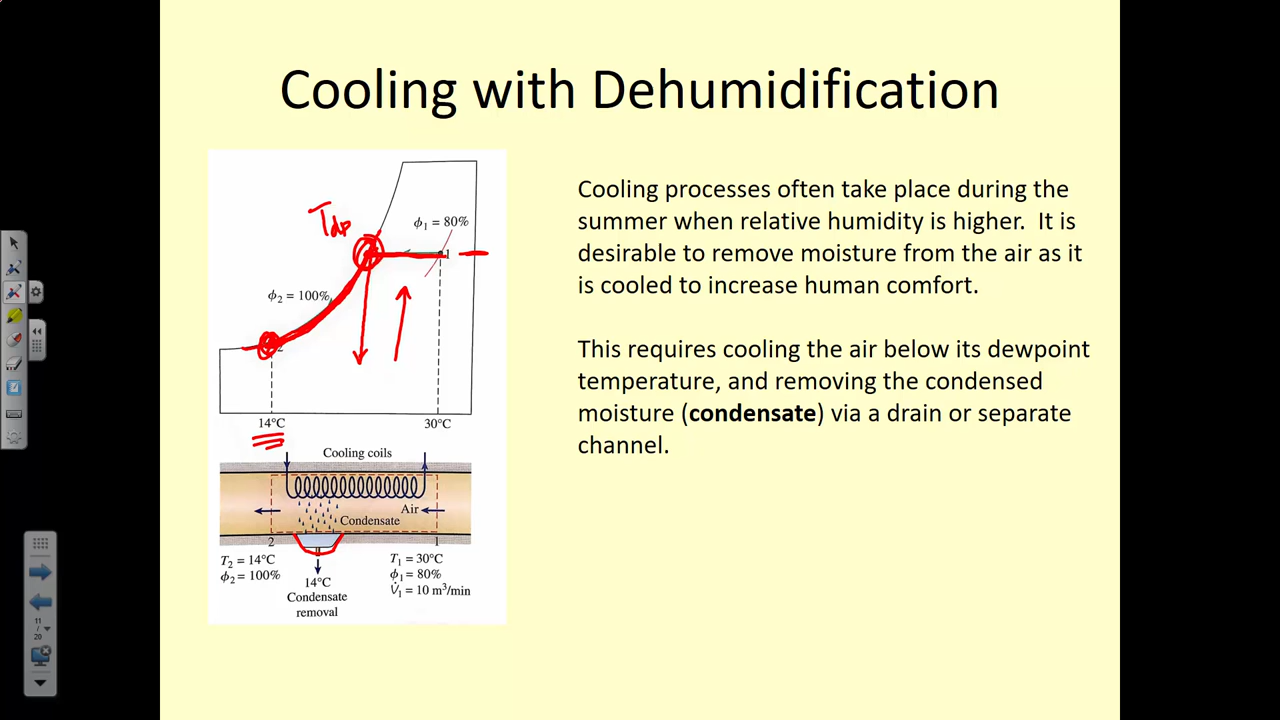 Cooling with Dehumidification
Tdp
ϕ1 = 80%
1
ϕ2 = 100%
2
14°C
30°C
Cooling coils
Air
Condensate
2
1
T2 = 14°C
ϕ2 = 100%
14°C
Condensate
removal
T1 = 30°C
ϕ1 = 80%
V̇1 = 10 m³/min
Cooling processes often take place during the
summer when relative humidity is higher. It is
desirable to remove moisture from the air as it
is cooled to increase human comfort.
This requires cooling the air below its dewpoint
temperature, and removing the condensed
moisture (condensate) via a drain or separate
channel.
11
/
20